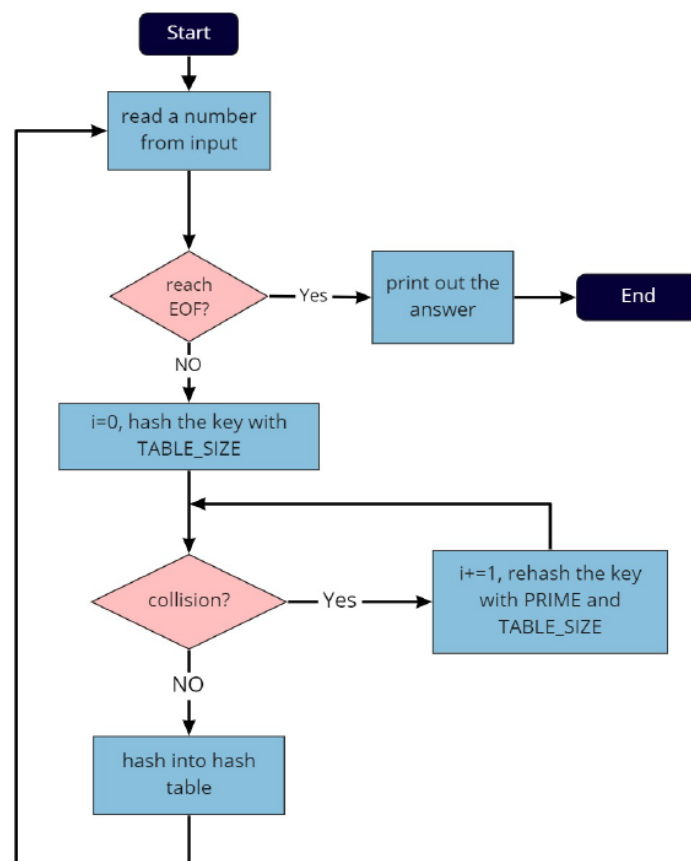 Start
read a number
from input
reach
EOF?
Yes
print out the
answer
End
NO
i=0, hash the key with
TABLE_SIZE
collision?
Yes
i+=1, rehash the key
with PRIME and
TABLE_SIZE
NO
hash into hash
table